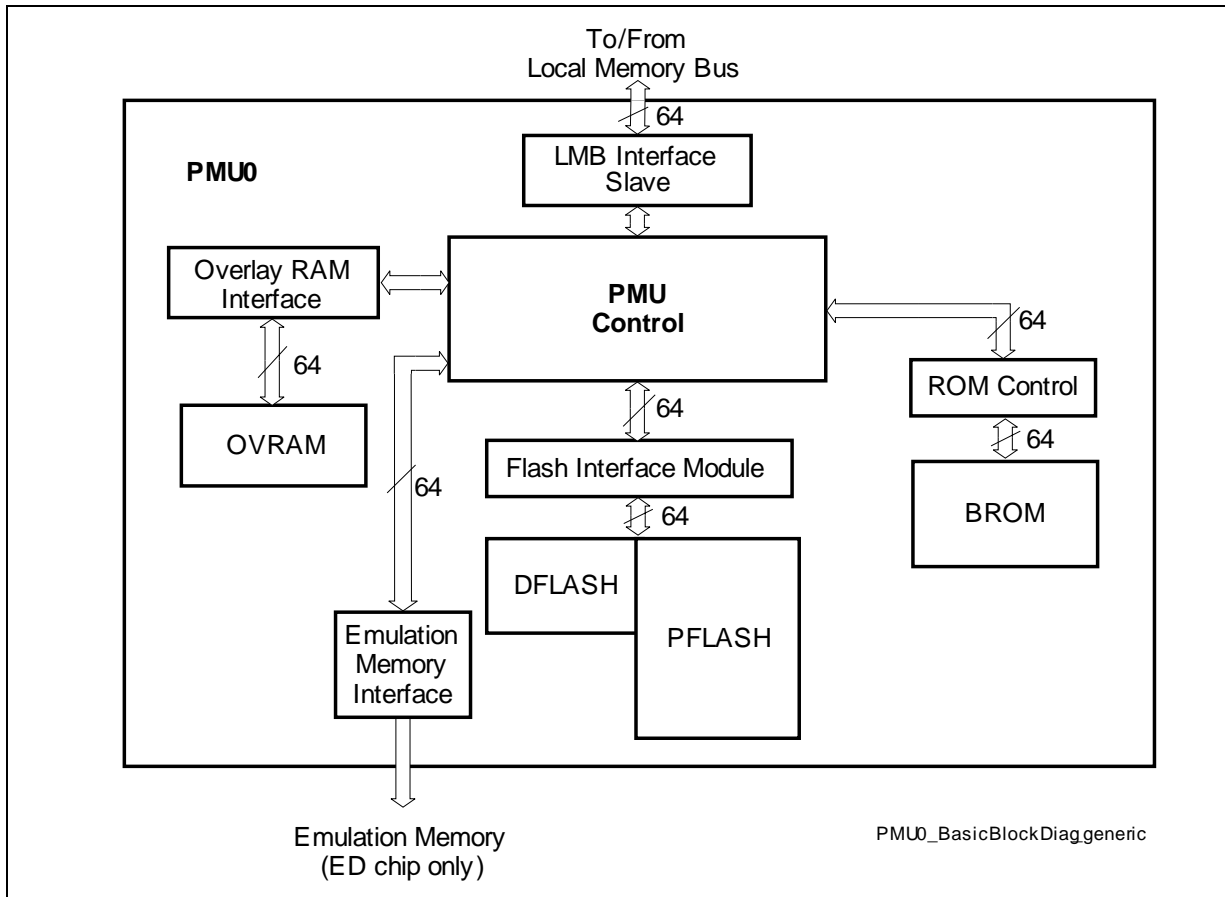 To/From
Local Memory Bus
64
PMU0
LMB Interface
Slave
Overlay RAM
Interface
PMU
Control
64
64
ROM Control
64
OVRAM
64
Flash Interface Module
64
64
BROM
64
DFLASH
PFLASH
Emulation
Memory
Interface
Emulation Memory
(ED chip only)
PMU0_BasicBlockDiag_generic